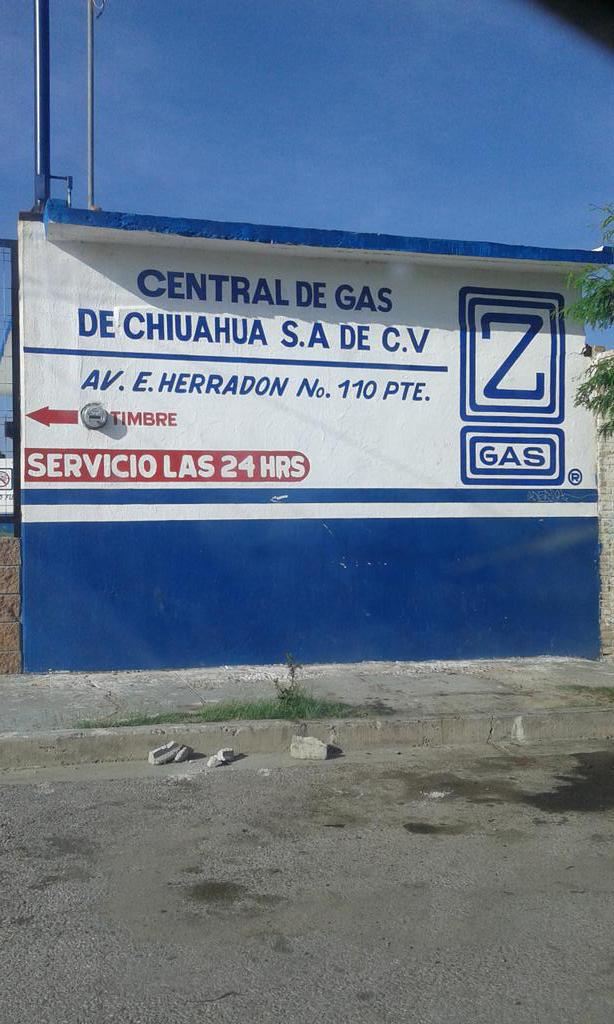 CENTRAL DE GAS
DE CHIUAHUA S.A DE C.V
AV. E. HERRADON No. 110 PTE.
TIMBRE
SERVICIO LAS 24 HRS
Z
GAS
®